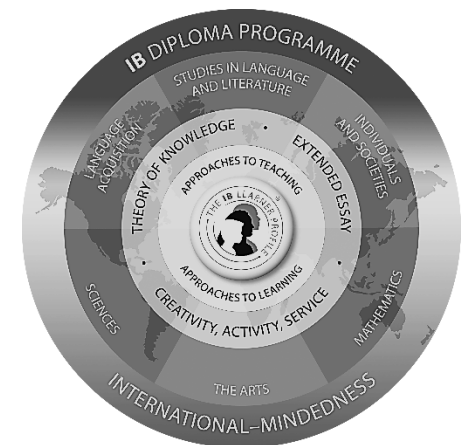 IB DIPLOMA PROGRAMME
STUDIES IN LANGUAGE
AND LITERATURE
LANGUAGE
ACQUISITION
INDIVIDUALS
AND SOCIETIES
THEORY OF KNOWLEDGE
EXTENDED ESSAY
APPROACHES TO TEACHING
THE IB LEARNER PROFILE
APPROACHES TO LEARNING
CREATIVITY, ACTIVITY, SERVICE
SCIENCES
MATHEMATICS
THE ARTS
INTERNATIONAL-MINDEDNESS